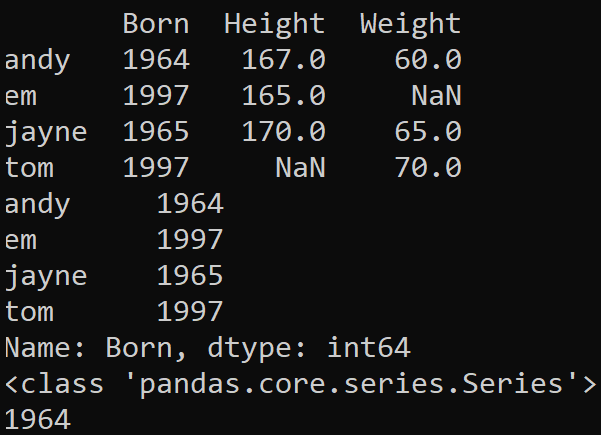 Born  Height  Weight
andy   1964   167.0    60.0
em     1997   165.0     NaN
jayne  1965   170.0    65.0
tom    1997     NaN    70.0
andy     1964
em       1997
jayne    1965
tom      1997
Name: Born, dtype: int64
<class 'pandas.core.series.Series'>
1964